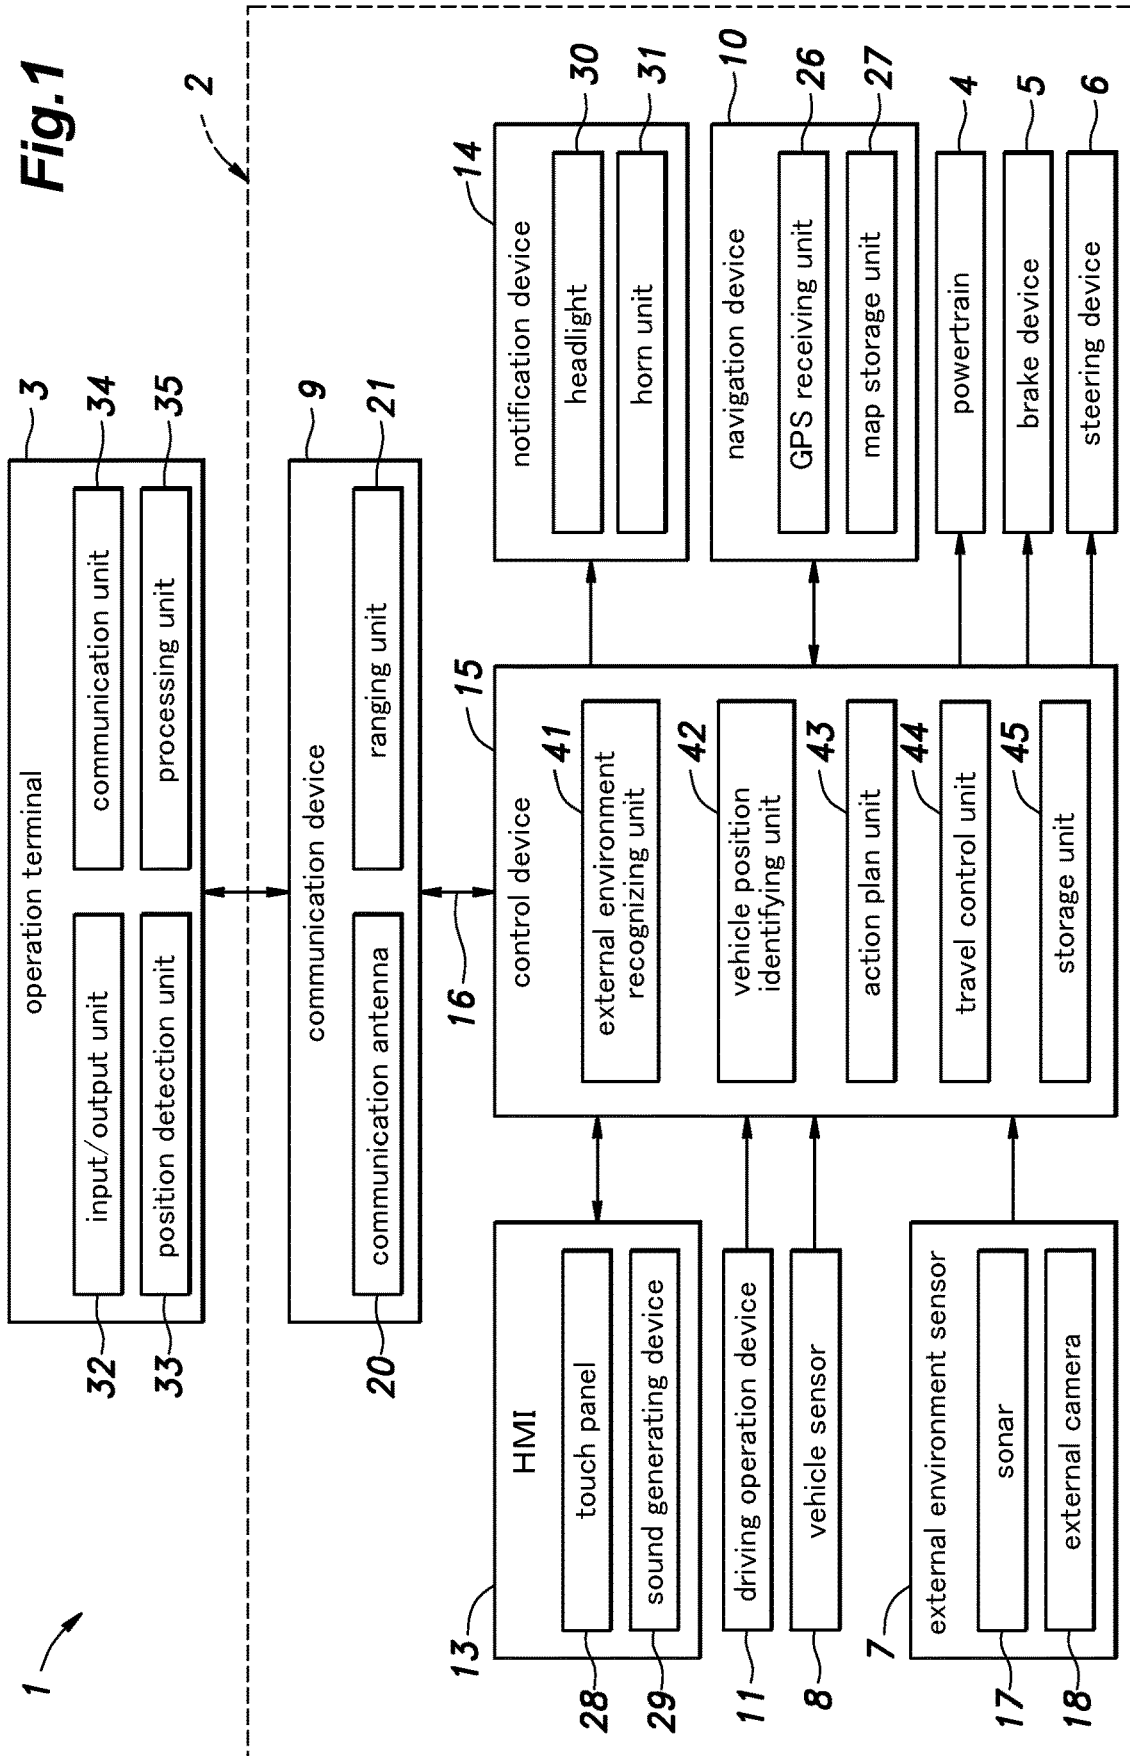 Fig.1
1
2
operation terminal
3
input/output unit
32
communication unit
34
position detection unit
33
processing unit
35
communication device
9
communication antenna
20
ranging unit
21
16
HMI
13
touch panel
28
sound generating device
29
driving operation device
11
vehicle sensor
8
external environment sensor
7
sonar
17
external camera
18
control device
15
external environment
recognizing unit
41
vehicle position
identifying unit
42
action plan unit
43
travel control unit
44
storage unit
45
notification device
14
headlight
30
horn unit
31
navigation device
10
GPS receiving unit
26
map storage unit
27
powertrain
4
brake device
5
steering device
6